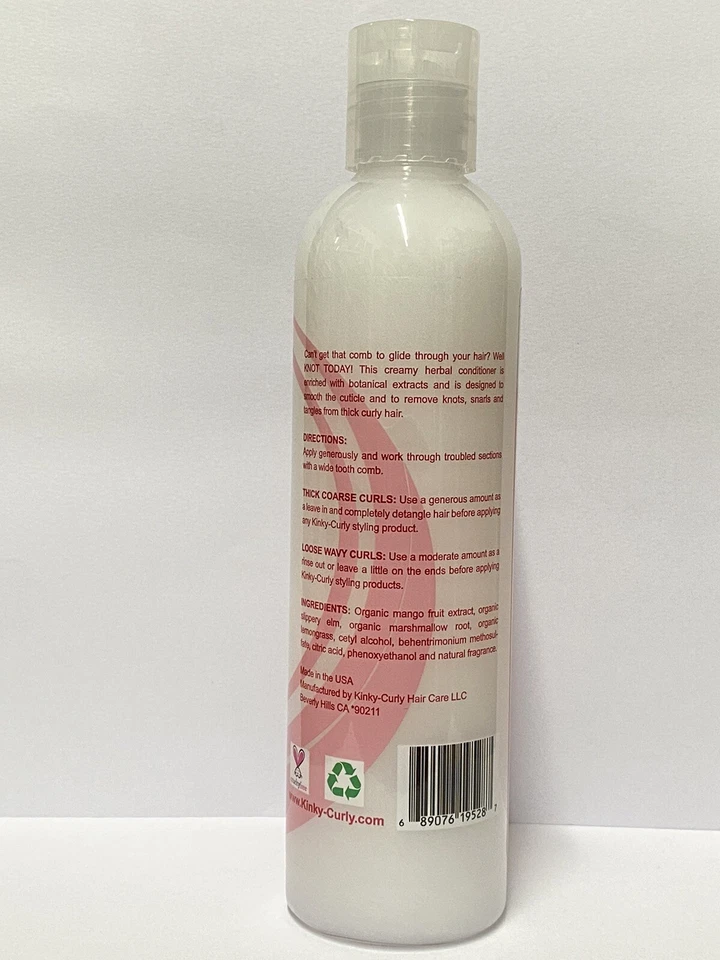 Can't get that comb to glide through your hair? Well
KNOT TODAY! This creamy herbal conditioner is
enriched with botanical extracts and is designed to
smooth the cuticle and to remove knots, snarls and
tangles from thick curly hair.
DIRECTIONS:
Apply generously and work through troubled sections
with a wide tooth comb.
THICK COARSE CURLS: Use a generous amount as
a leave in and completely detangle hair before applying
any Kinky-Curly styling product.
LOOSE WAVY CURLS: Use a moderate amount as a
rinse out or leave a little on the ends before applying
Kinky-Curly styling products.
INGREDIENTS: Organic mango fruit extract, organic
slippery elm, organic marshmallow root, organic
lemongrass, cetyl alcohol, behentrimonium methosul-
fate, citric acid, phenoxyethanol and natural fragrance.
Made in the USA
Manufactured by Kinky-Curly Hair Care LLC
Beverly Hills CA *90211
www.Kinky-Curly.com
6 89076 19528 7